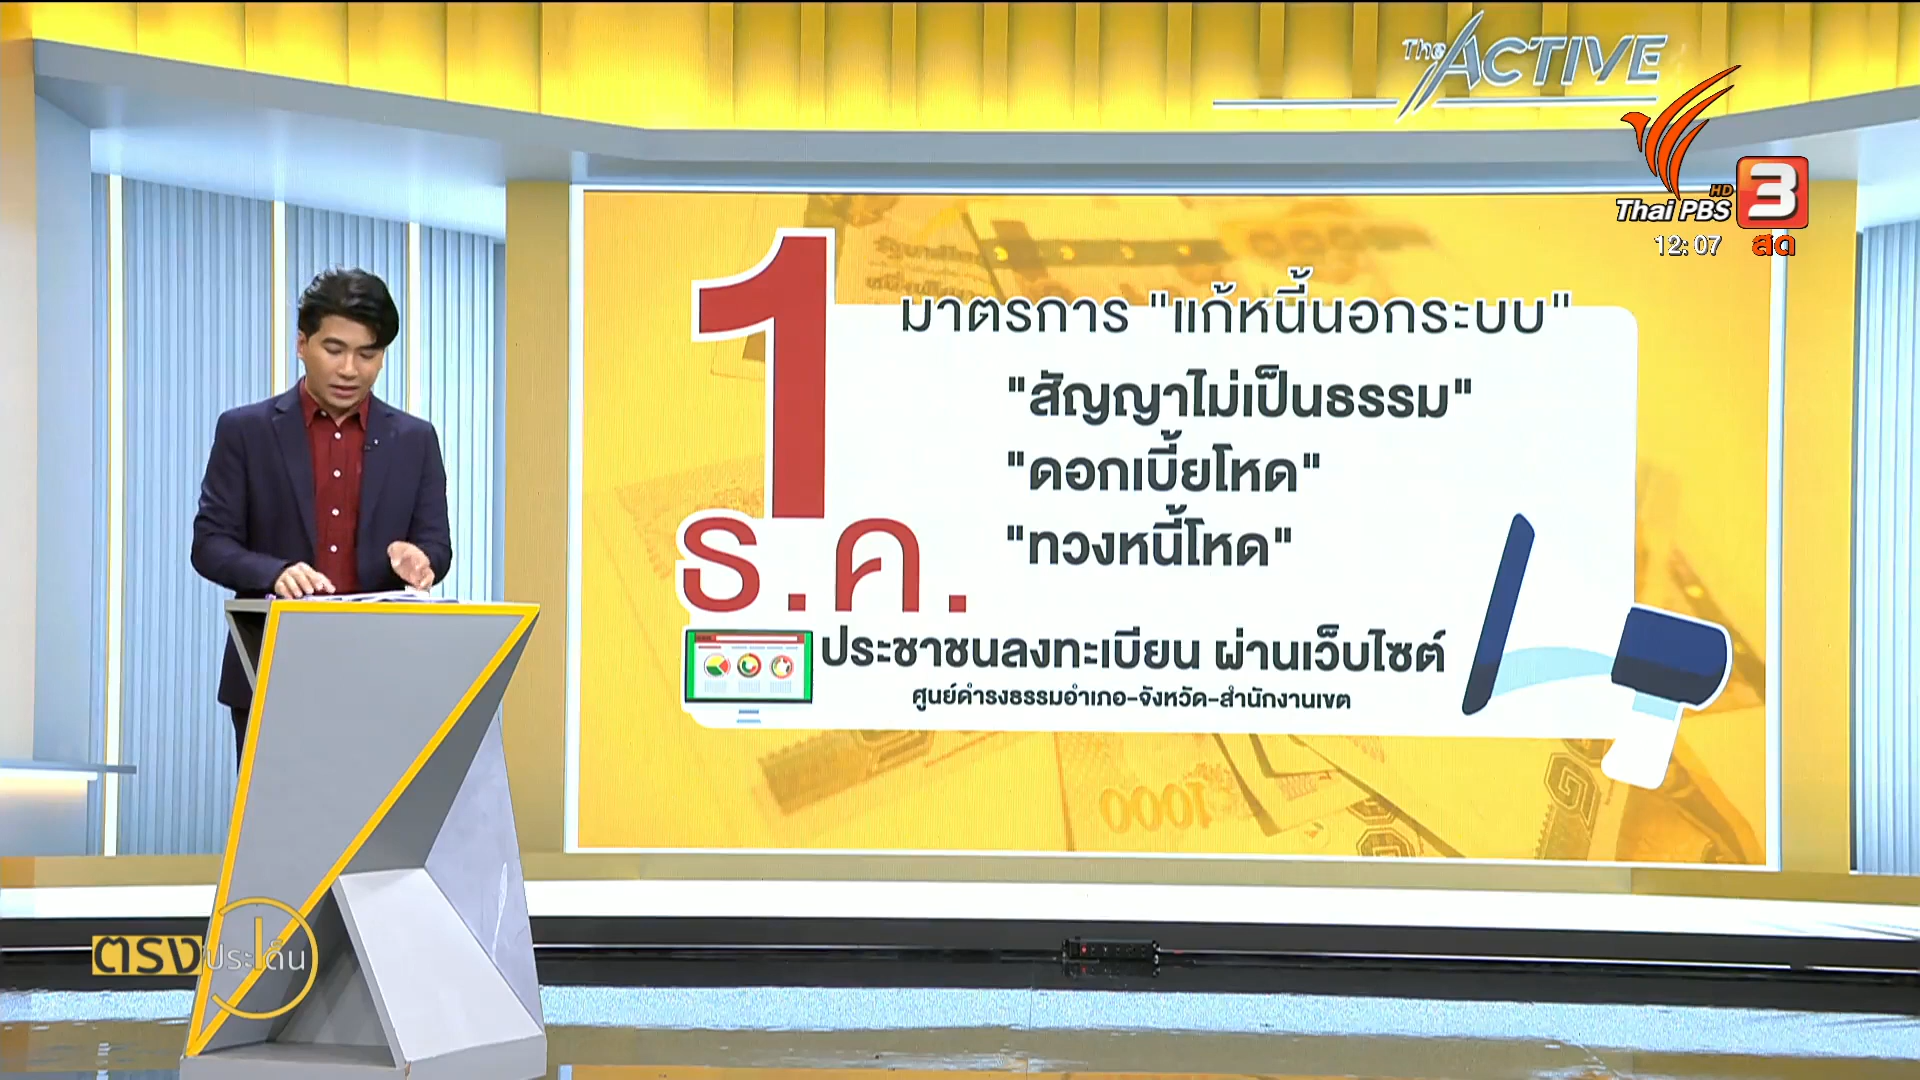 The ACTIVE
HD
Thai PBS 3
12:07 สด
1
ธ.ค.
มาตรการ "แก้หนี้นอกระบบ"
"สัญญาไม่เป็นธรรม"
"ดอกเบี้ยโหด"
"ทวงหนี้โหด"
ประชาชนลงทะเบียน ผ่านเว็บไซต์
ศูนย์ดำรงธรรมอำเภอ-จังหวัด-สำนักงานเขต
1000
ตรงประเด็น